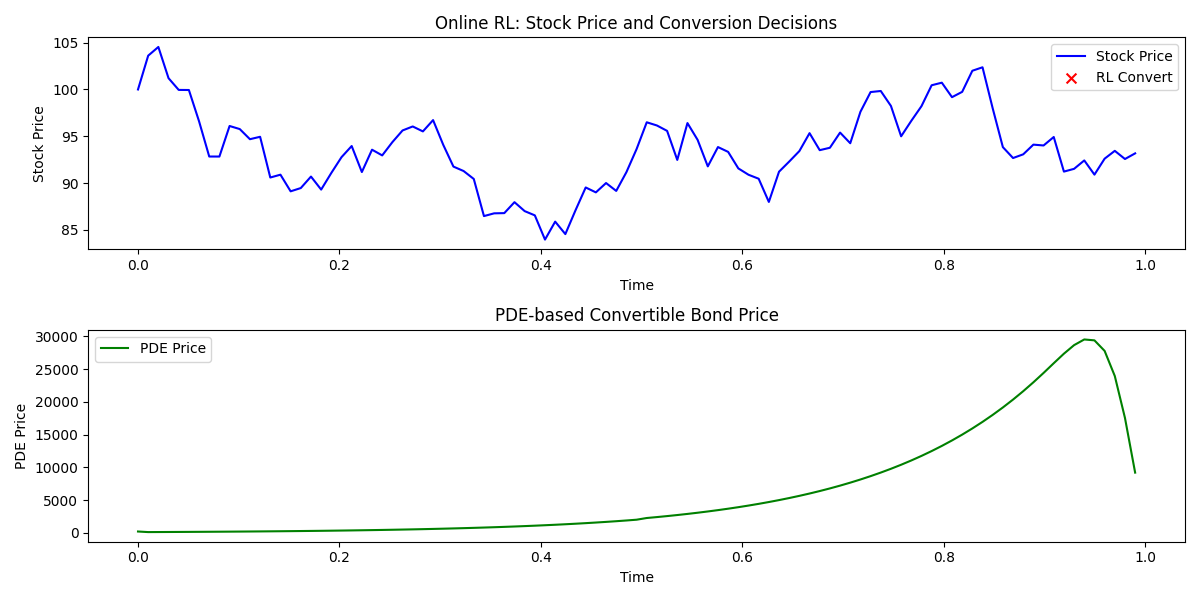 Online RL: Stock Price and Conversion Decisions
Stock Price
105
100
95
90
85
Stock Price
RL Convert
0.0 0.2 0.4 0.6 0.8 1.0
Time
PDE-based Convertible Bond Price
PDE Price
30000
25000
20000
15000
10000
5000
0
PDE Price
0.0 0.2 0.4 0.6 0.8 1.0
Time